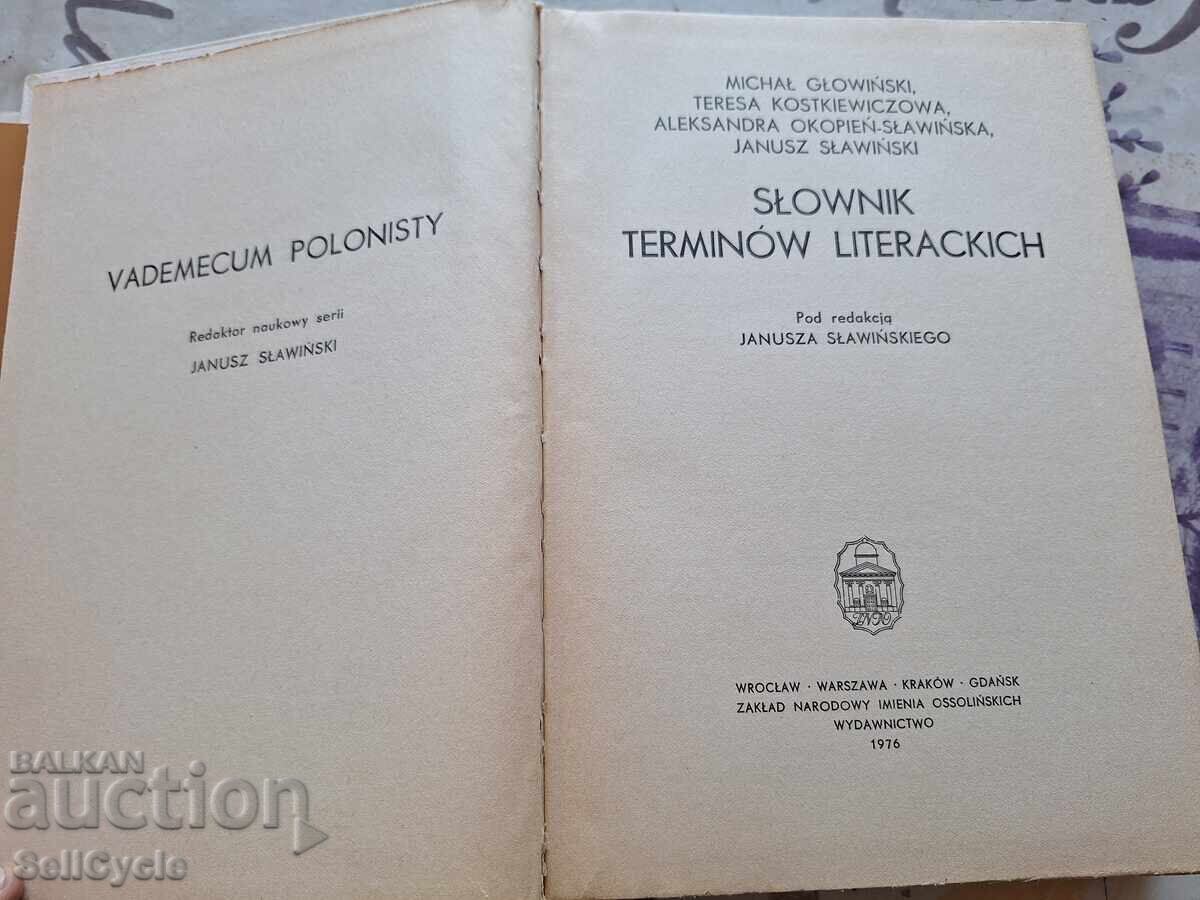 VADEMECUM POLONISTY
Redaktor naukowy serii
JANUSZ SŁAWIŃSKI
MICHAŁ GŁOWIŃSKI,
TERESA KOSTKIEWICZOWA,
ALEKSANDRA OKOPIEŃ-SŁAWIŃSKA,
JANUSZ SŁAWIŃSKI
SŁOWNIK
TERMINÓW LITERACKICH
Pod redakcją
JANUSZA SŁAWIŃSKIEGO
ZNiO
WROCŁAW · WARSZAWA · KRAKÓW · GDAŃSK
ZAKŁAD NARODOWY IMIENIA OSSOLIŃSKICH
WYDAWNICTWO
1976
BALKAN
auction
SellCycle